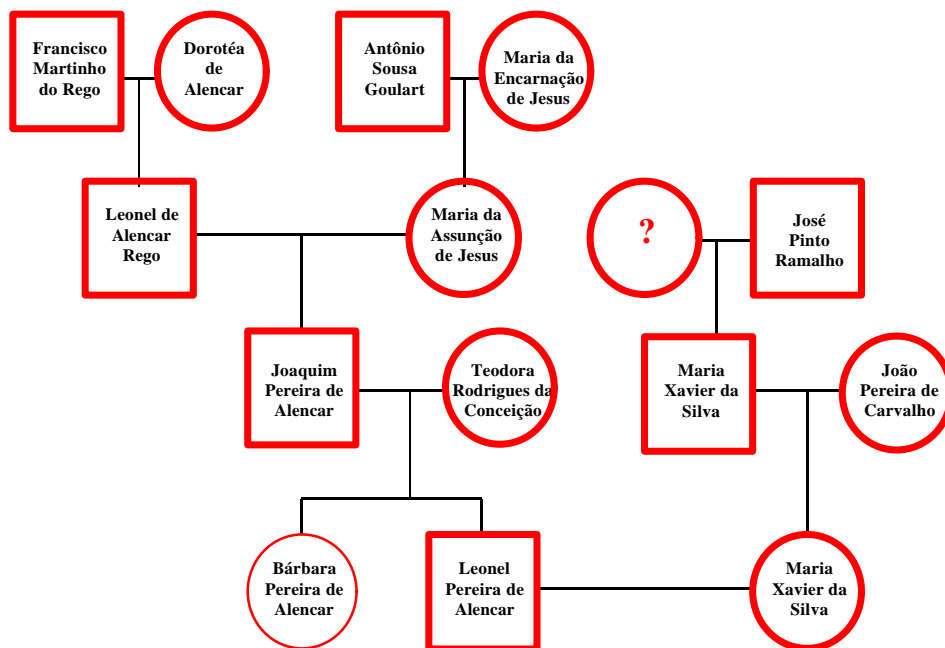 Francisco
Martinho
do Rego
Dorotéa
de
Alencar
Antônio
Sousa
Goulart
Maria da
Encarnação
de Jesus
Leonel de
Alencar
Rego
Maria da
Assunção
de Jesus
?
José
Pinto
Ramalho
Joaquim
Pereira de
Alencar
Teodora
Rodrigues da
Conceição
Maria
Xavier da
Silva
João
Pereira de
Carvalho
Bárbara
Pereira de
Alencar
Leonel
Pereira de
Alencar
Maria
Xavier da
Silva